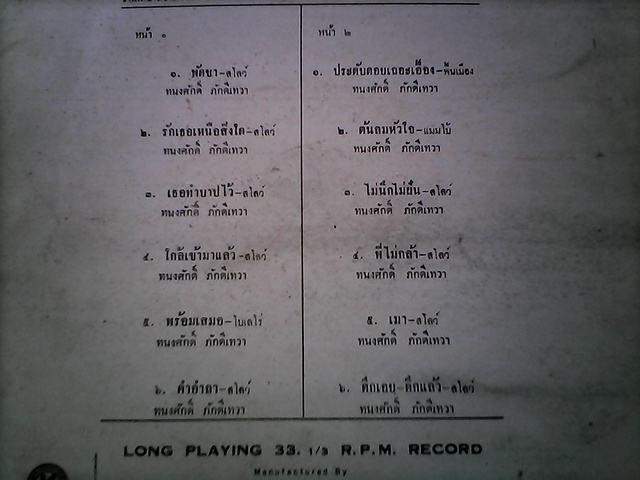 หน้า ๑
๑. พัดชา-สโลว์
ทนงศักดิ์ ภักดีเทวา
๒. รักเธอเหนือสิ่งใด-สโลว์
ทนงศักดิ์ ภักดีเทวา
๓. เธอทำบาปไว้-สโลว์
ทนงศักดิ์ ภักดีเทวา
๔. ใกล้เข้ามาแล้ว-สโลว์
ทนงศักดิ์ ภักดีเทวา
๕. พร้อมเสมอ-โบเลโร่
ทนงศักดิ์ ภักดีเทวา
๖. คำอำลา-สโลว์
ทนงศักดิ์ ภักดีเทวา
หน้า ๒
๑. ประดับดอยเถอะเอื้อง-พื้นเมือง
ทนงศักดิ์ ภักดีเทวา
๒. ต้นลมหัวใจ-แมมโบ้
ทนงศักดิ์ ภักดีเทวา
๓. ไม่นึกไม่ฝัน-สโลว์
ทนงศักดิ์ ภักดีเทวา
๔. ที่ไม่กล้า-สโลว์
ทนงศักดิ์ ภักดีเทวา
๕. เมา-สโลว์
ทนงศักดิ์ ภักดีเทวา
๖. ดึกแล้ว-สโลว์
ทนงศักดิ์ ภักดีเทวา
LONG PLAYING 33. 1/3 R.P.M. RECORD
Manufactured By